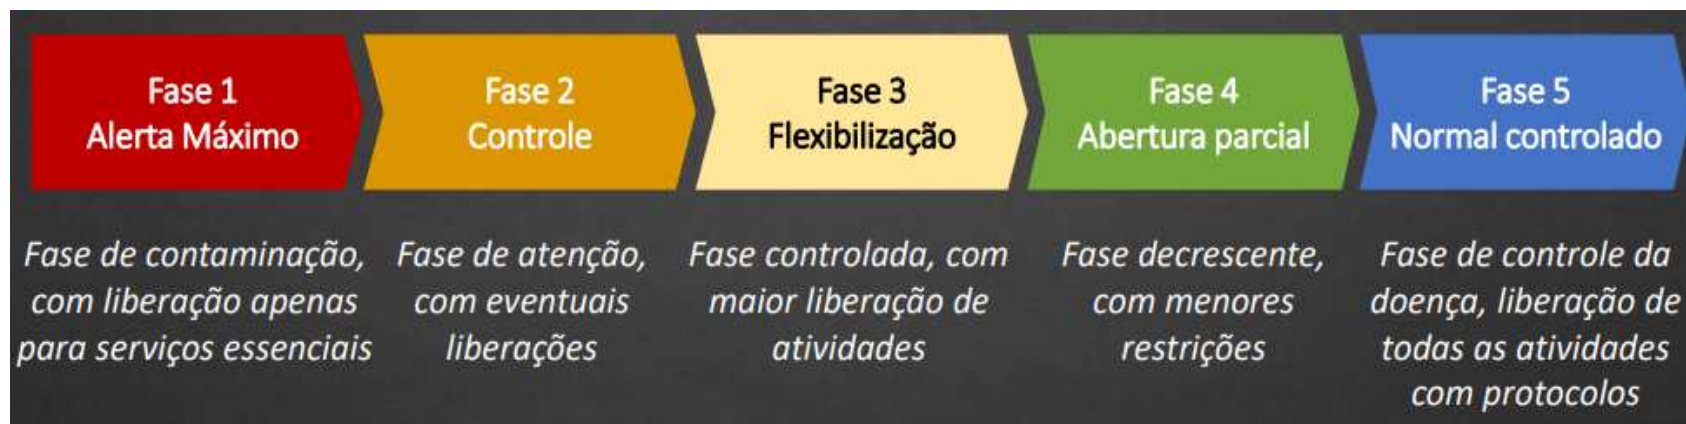 Fase 1
Alerta Máximo
Fase 2
Controle
Fase 3
Flexibilização
Fase 4
Abertura parcial
Fase 5
Normal controlado
Fase de contaminação,
com liberação apenas
para serviços essenciais
Fase de atenção,
com eventuais
liberações
Fase controlada, com
maior liberação de
atividades
Fase decrescente,
com menores
restrições
Fase de controle da
doença, liberação de
todas as atividades
com protocolos